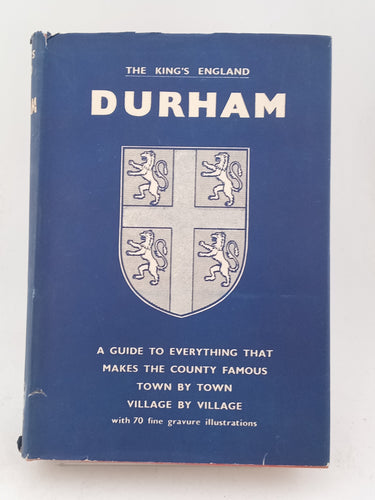 THE KING'S ENGLAND
DURHAM
A GUIDE TO EVERYTHING THAT
MAKES THE COUNTY FAMOUS
TOWN BY TOWN
VILLAGE BY VILLAGE
with 70 fine gravure illustrations